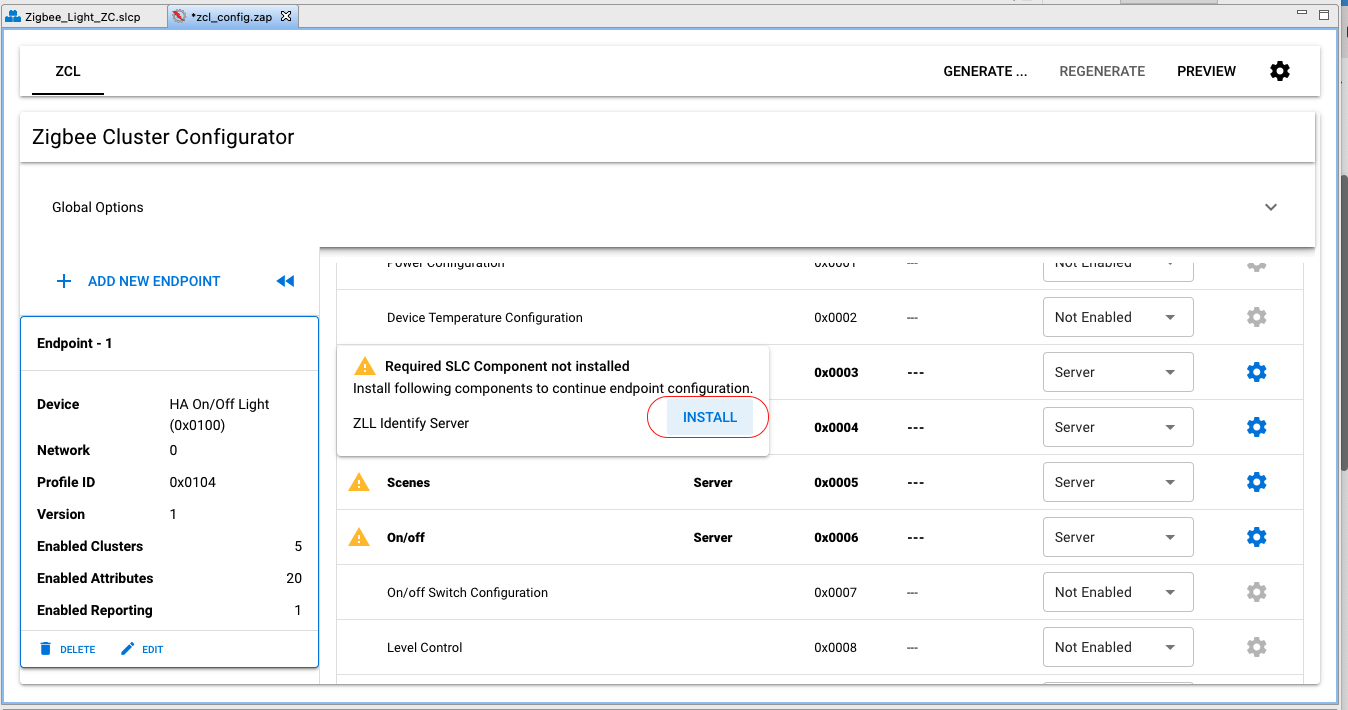 Zigbee_Light_ZC.slcp
*zcl_config.zap
ZCL
GENERATE ...
REGENERATE
PREVIEW
Zigbee Cluster Configurator
Global Options
ADD NEW ENDPOINT
Endpoint - 1
Device
HA On/Off Light
(0x0100)
Network
0
Profile ID
0x0104
Version
1
Enabled Clusters
5
Enabled Attributes
20
Enabled Reporting
1
DELETE
EDIT
Power Configuration 0x0001 --- Not Enabled
Device Temperature Configuration 0x0002 --- Not Enabled
Required SLC Component not installed
Install following components to continue endpoint configuration.
ZLL Identify Server
INSTALL
0x0003 --- Server
0x0004 --- Server
Scenes Server 0x0005 --- Server
On/off Server 0x0006 --- Server
On/off Switch Configuration 0x0007 --- Not Enabled
Level Control 0x0008 --- Not Enabled